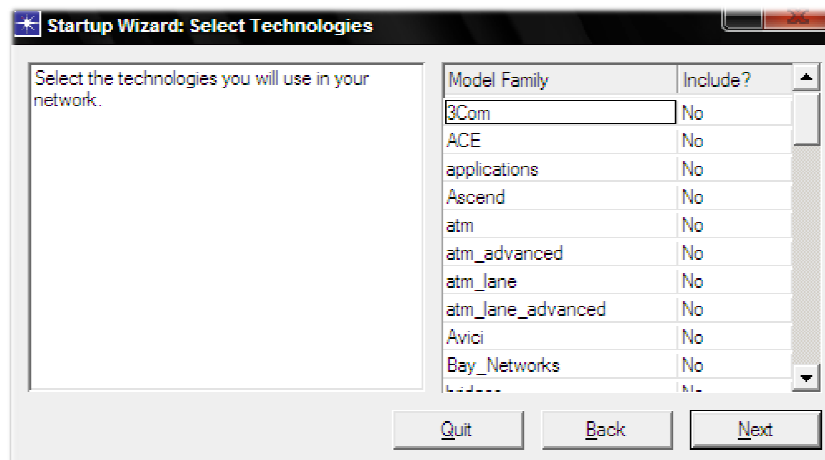 Startup Wizard: Select Technologies
Select the technologies you will use in your
network.
Model Family Include?
3Com No
ACE No
applications No
Ascend No
atm No
atm_advanced No
atm_lane No
atm_lane_advanced No
Avici No
Bay_Networks No
Quit Back Next